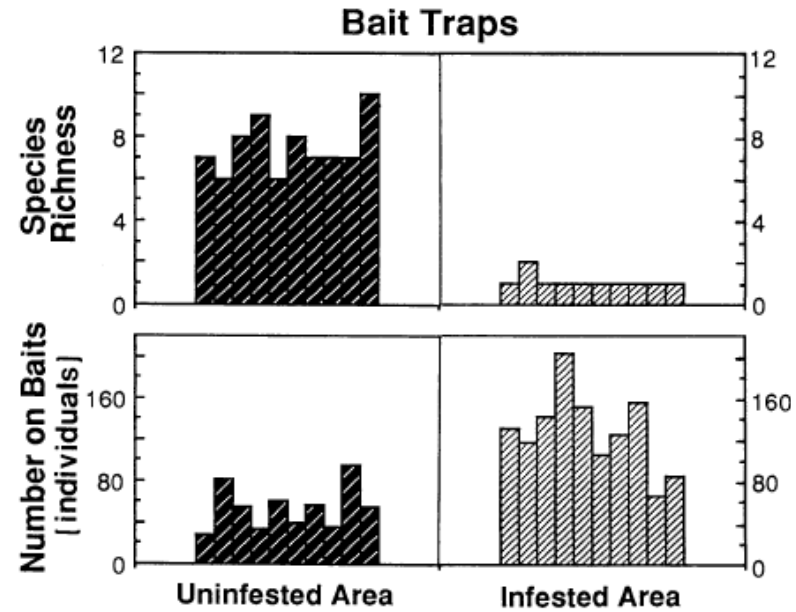 Bait Traps
Species
Richness
12
8
4
0
12
8
4
0
Number on Baits
[individuals]
160
80
0
160
80
0
Uninfested Area
Infested Area